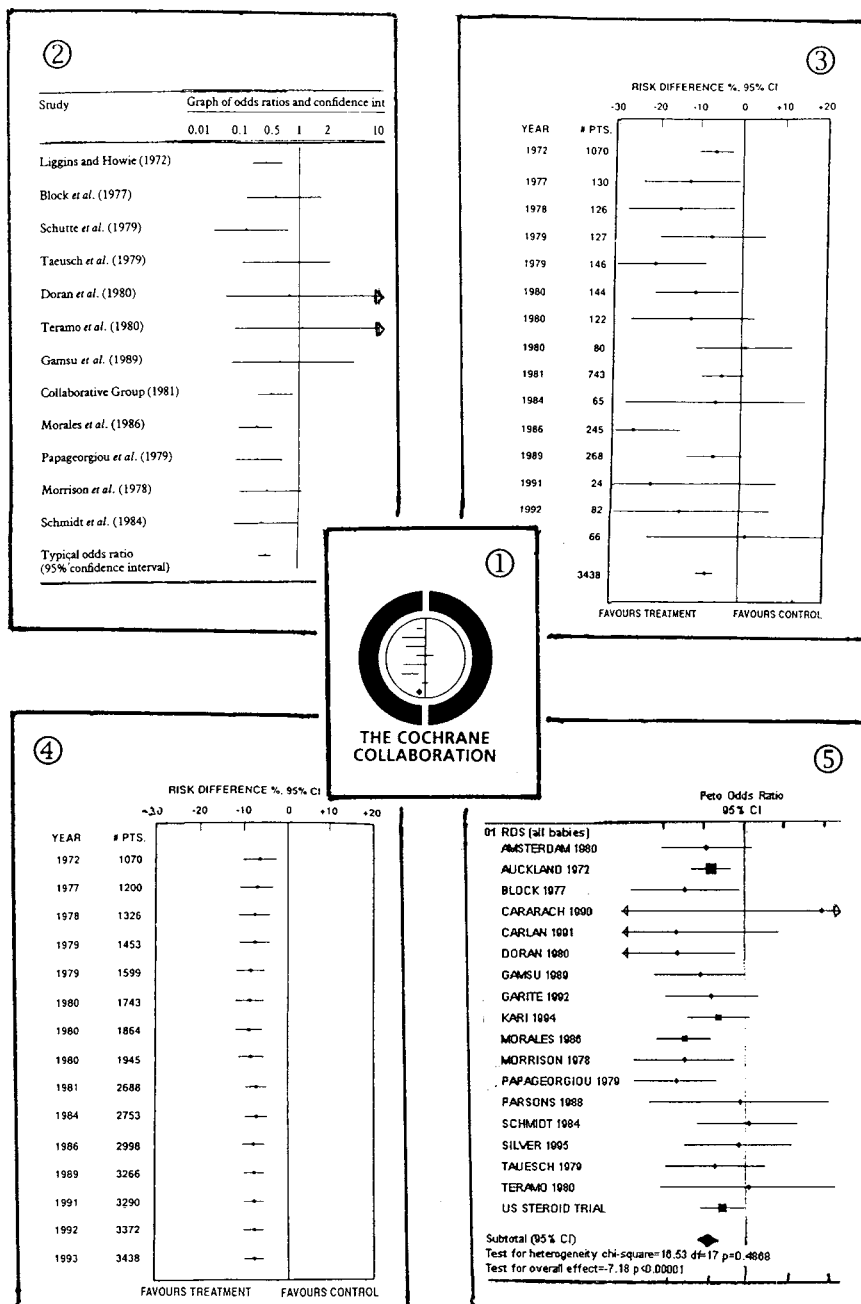 ②
Study Graph of odds ratios and confidence int
0.01 0.1 0.5 1 2 10
Liggins and Howie (1972)
Block et al. (1977)
Schutte et al. (1979)
Taeusch et al. (1979)
Doran et al. (1980)
Teramo et al. (1980)
Gamsu et al. (1989)
Collaborative Group (1981)
Morales et al. (1986)
Papageorgiou et al. (1979)
Morrison et al. (1978)
Schmidt et al. (1984)
Typical odds ratio
(95% confidence interval)
③
RISK DIFFERENCE %, 95% CI
-30 -20 -10 0 +10 +20
YEAR # PTS.
1972 1070
1977 130
1978 126
1979 127
1979 146
1980 144
1980 122
1980 80
1981 743
1984 65
1986 245
1989 268
1991 24
1992 82
66
3438
FAVOURS TREATMENT FAVOURS CONTROL
①
THE COCHRANE
COLLABORATION
④
RISK DIFFERENCE %, 95% CI
-30 -20 -10 0 +10 +20
YEAR # PTS.
1972 1070
1977 1200
1978 1326
1979 1453
1979 1599
1980 1743
1980 1864
1980 1945
1981 2688
1984 2753
1986 2998
1989 3266
1991 3290
1992 3372
1993 3438
FAVOURS TREATMENT FAVOURS CONTROL
⑤
Peto Odds Ratio
95% CI
01 RDS (all babies)
AMSTERDAM 1980
AUCKLAND 1972
BLOCK 1977
CARARACH 1990
CARLAN 1991
DORAN 1980
GAMSU 1989
GARITE 1992
KARI 1994
MORALES 1986
MORRISON 1978
PAPAGEORGIOU 1979
PARSONS 1988
SCHMIDT 1984
SILVER 1995
TAUESCH 1979
TERAMO 1980
US STEROID TRIAL
Subtotal (95% CI)
Test for heterogeneity chi-square=16.53 df=17 p=0.4868
Test for overall effect=-7.18 p<0.00001